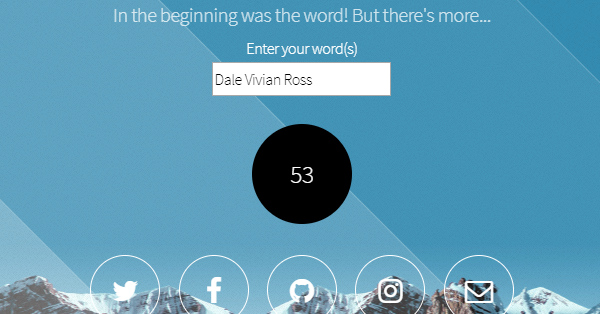 In the beginning was the word! But there's more...
Enter your word(s)
Dale Vivian Ross
53